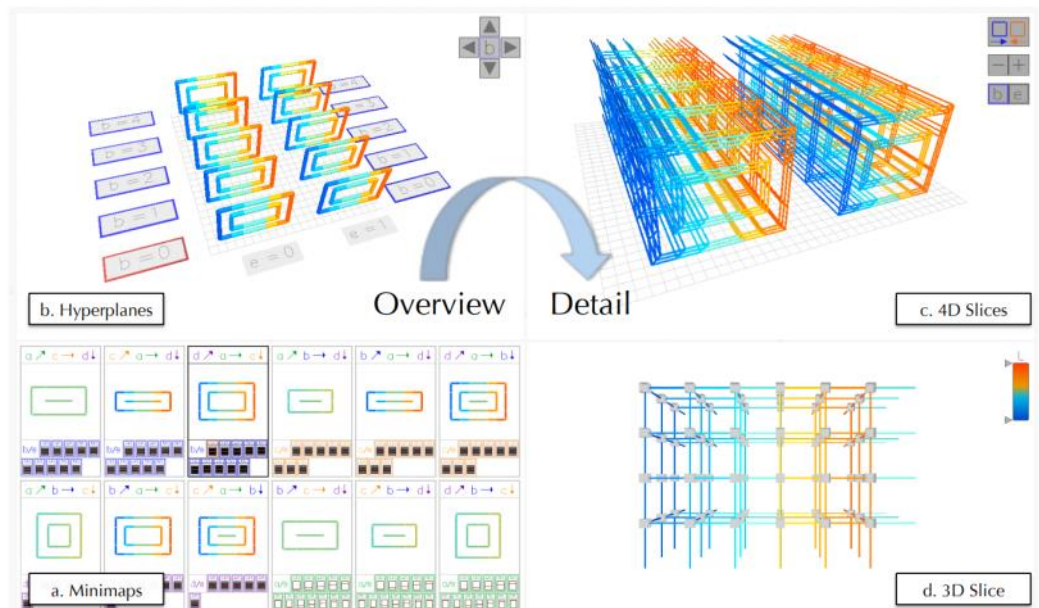 b
b = 4
b = 3
b = 2
b = 1
b = 0
b = 4
b = 3
b = 2
b = 1
b = 0
e = 0
e = 1
b. Hyperplanes
Overview
− +
b e
Detail
c. 4D Slices
a ↗ c → d ↓
c ↗ a → d ↓
d ↗ a → c ↓
a ↗ b → d ↓
b ↗ a → d ↓
d ↗ a → b ↓
b/e
b/e
b/e
a ↗ b → c ↓
b ↗ a → c ↓
c ↗ a → b ↓
b ↗ c → d ↓
c ↗ b → d ↓
d ↗ b → c ↓
a/e
a/e
a/e
a. Minimaps
L
d. 3D Slice